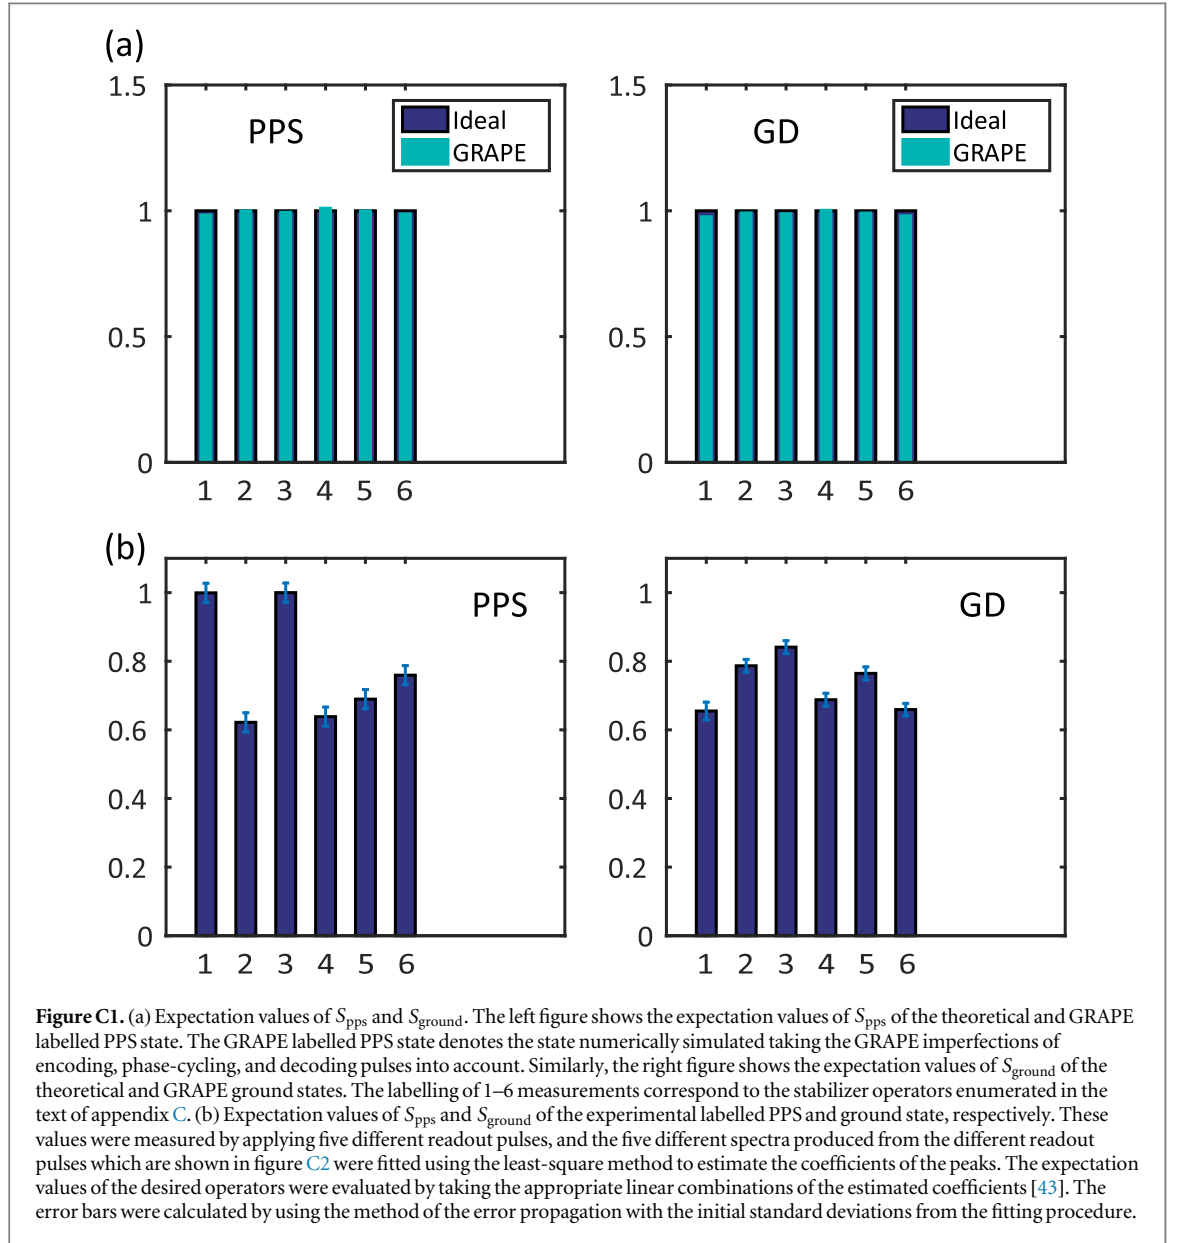 (a)
1.5
1
0.5
0
PPS
Ideal
GRAPE
1 2 3 4 5 6
1.5
1
0.5
0
GD
Ideal
GRAPE
1 2 3 4 5 6
(b)
1
0.8
0.6
0.4
0.2
0
PPS
1 2 3 4 5 6
1
0.8
0.6
0.4
0.2
0
GD
1 2 3 4 5 6
Figure C1. (a) Expectation values of S_pps and S_ground. The left figure shows the expectation values of S_pps of the theoretical and GRAPE
labelled PPS state. The GRAPE labelled PPS state denotes the state numerically simulated taking the GRAPE imperfections of
encoding, phase-cycling, and decoding pulses into account. Similarly, the right figure shows the expectation values of S_ground of the
theoretical and GRAPE ground states. The labelling of 1–6 measurements correspond to the stabilizer operators enumerated in the
text of appendix C. (b) Expectation values of S_pps and S_ground of the experimental labelled PPS and ground state, respectively. These
values were measured by applying five different readout pulses, and the five different spectra produced from the different readout
pulses which are shown in figure C2 were fitted using the least-square method to estimate the coefficients of the peaks. The expectation
values of the desired operators were evaluated by taking the appropriate linear combinations of the estimated coefficients [43]. The
error bars were calculated by using the method of the error propagation with the initial standard deviations from the fitting procedure.